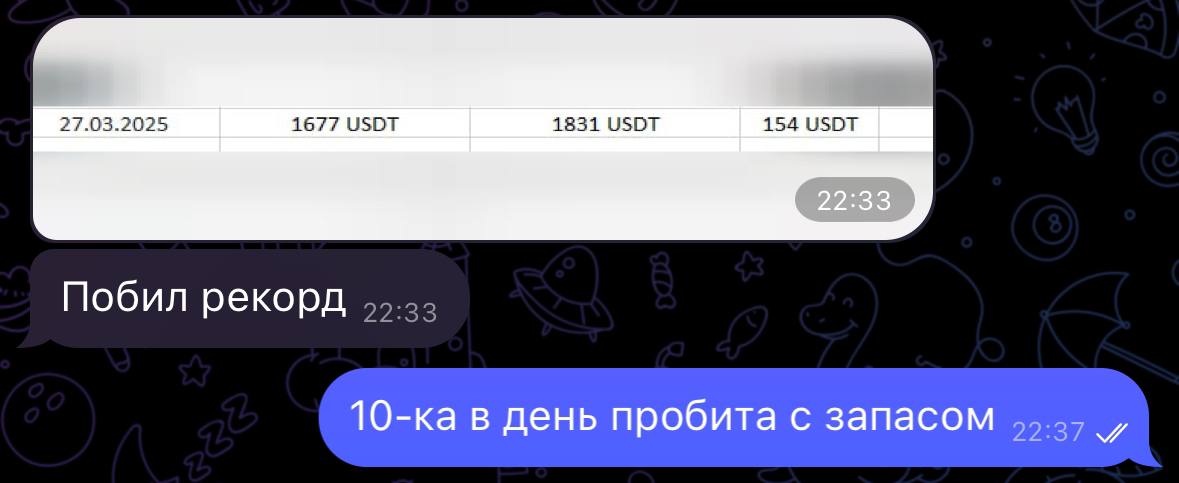 27.03.2025 1677 USDT 1831 USDT 154 USDT
22:33
Побил рекорд 22:33
10-ка в день пробита с запасом 22:37